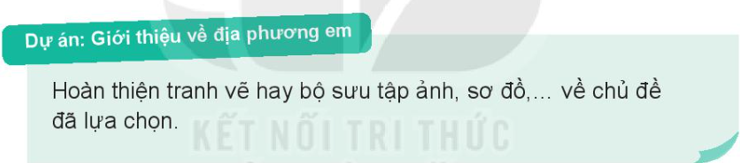 Dự án: Giới thiệu về địa phương em
Hoàn thiện tranh vẽ hay bộ sưu tập ảnh, sơ đồ,... về chủ đề
đã lựa chọn.
KẾT NỐI TRI THỨC